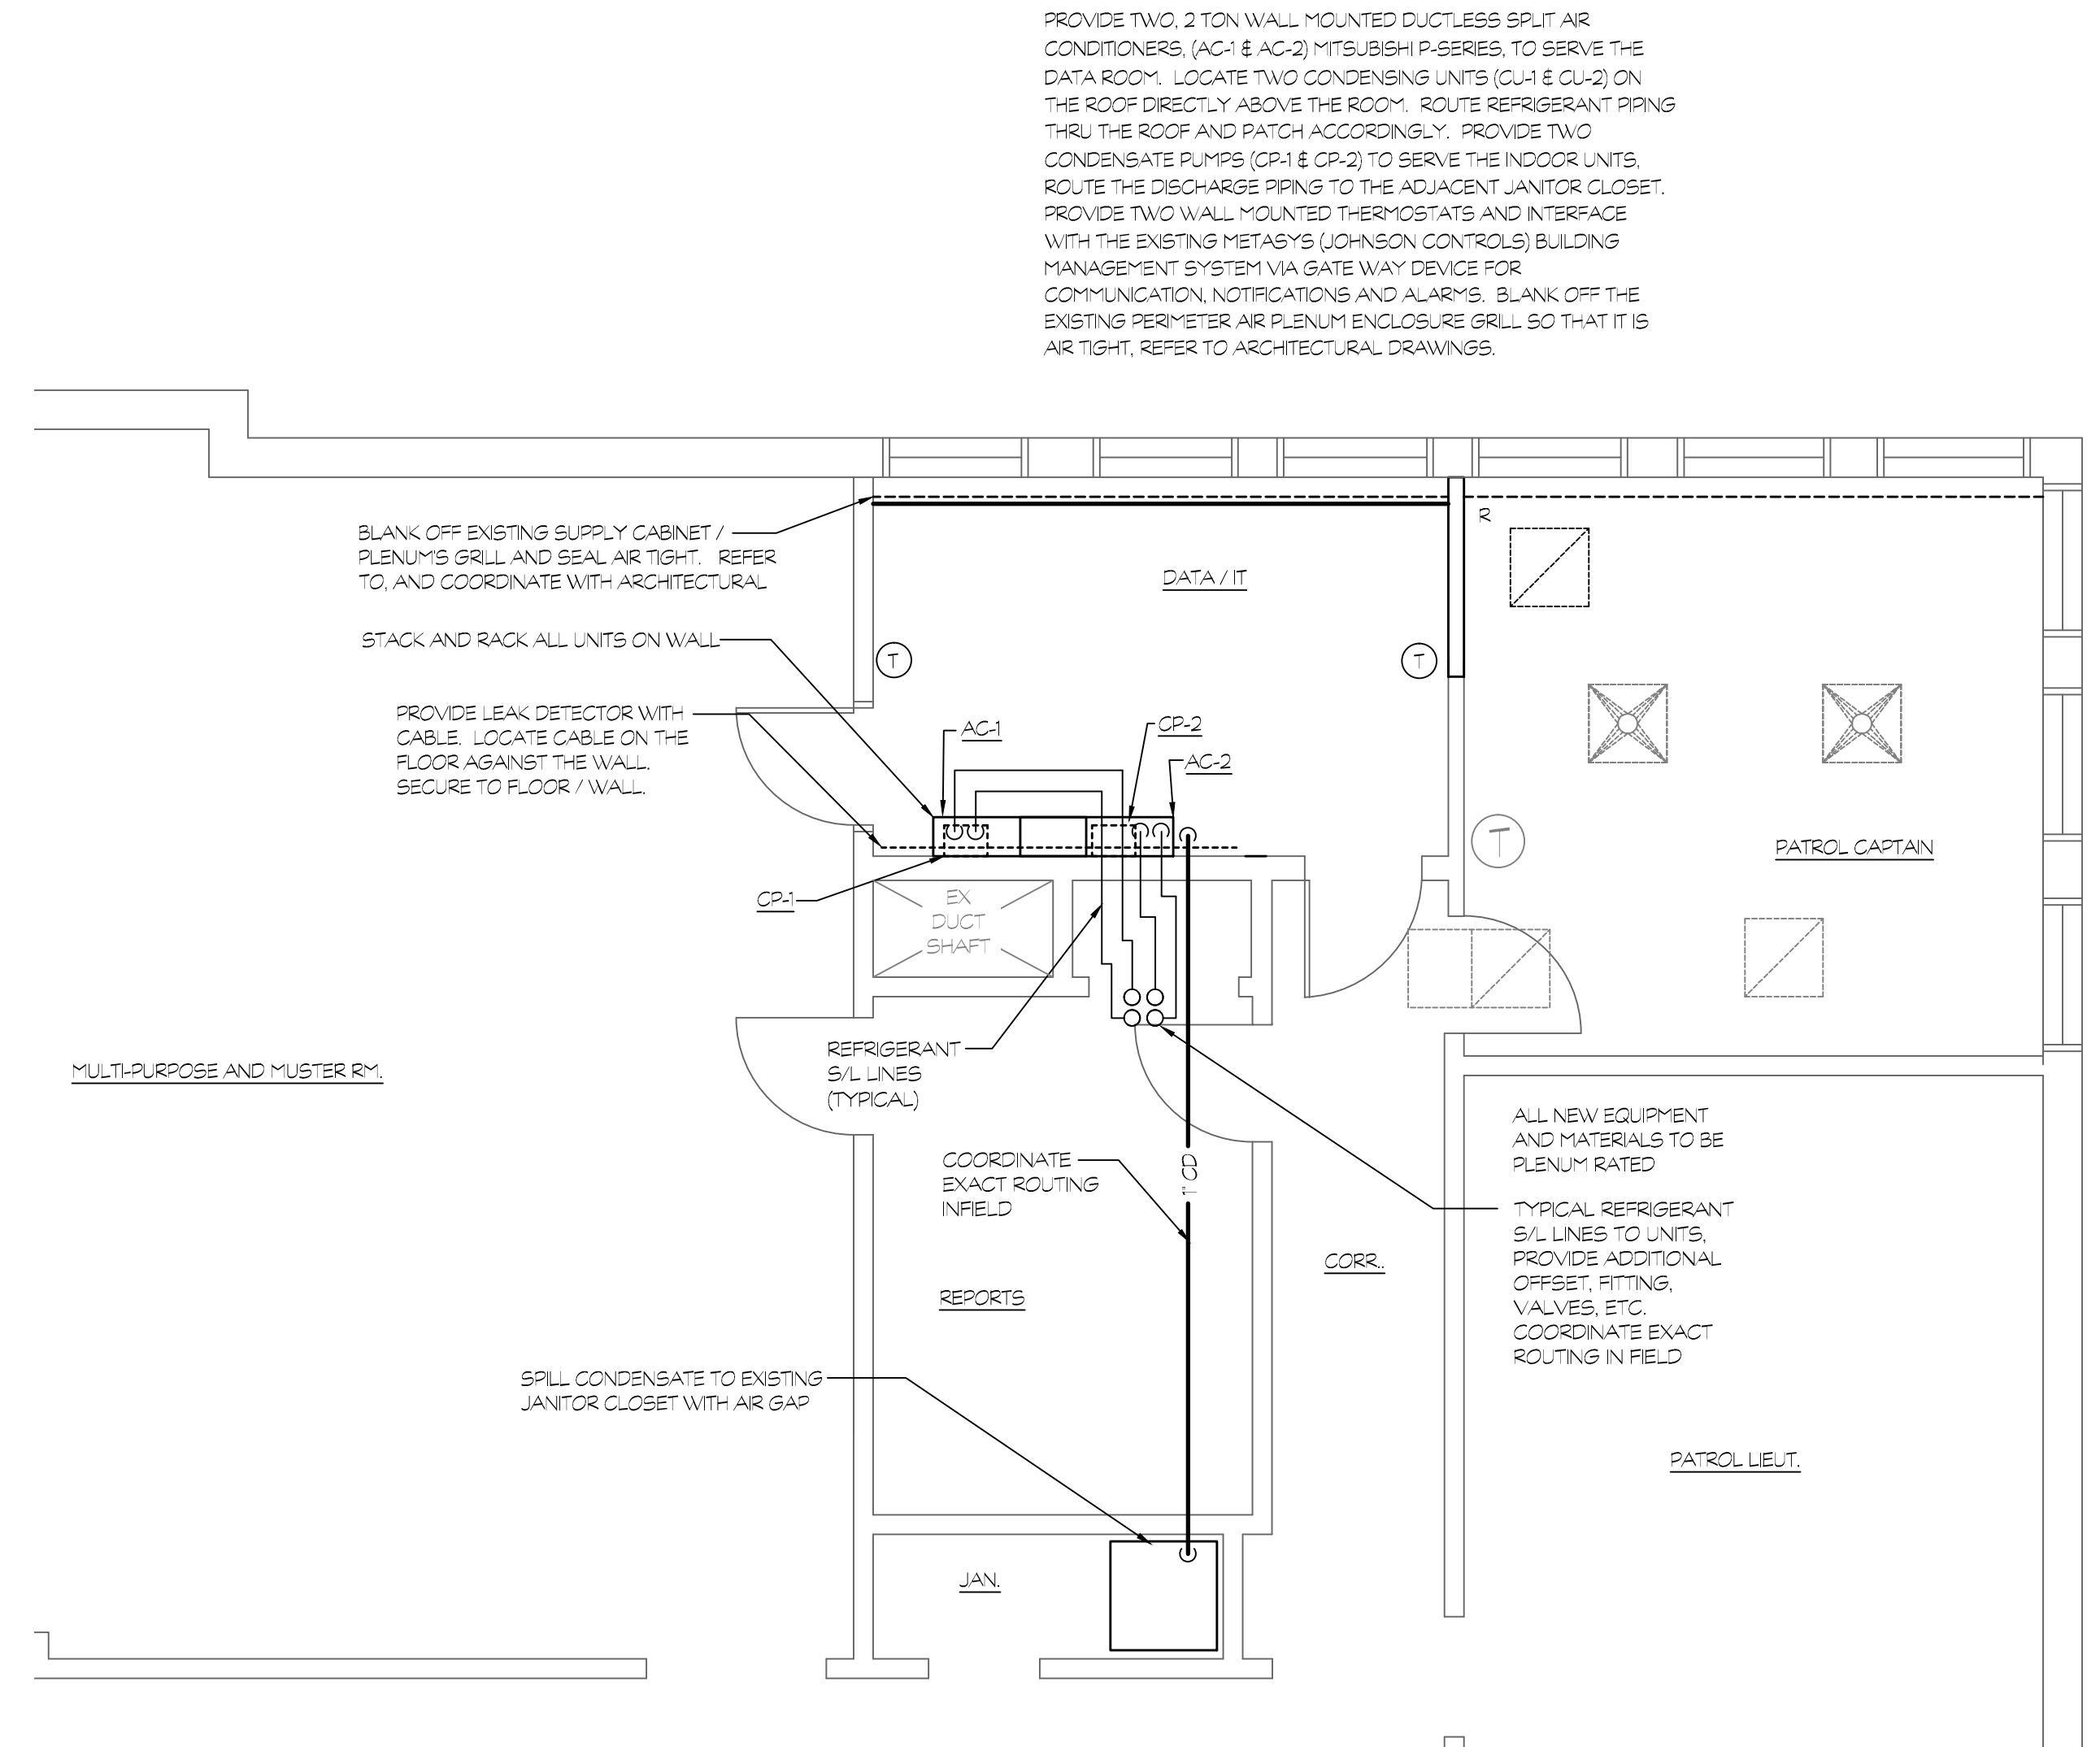 PROVIDE TWO, 2 TON WALL MOUNTED DUCTLESS SPLIT AIR
CONDITIONERS, (AC-1 & AC-2) MITSUBISHI P-SERIES, TO SERVE THE
DATA ROOM. LOCATE TWO CONDENSING UNITS (CU-1 & CU-2) ON
THE ROOF DIRECTLY ABOVE THE ROOM. ROUTE REFRIGERANT PIPING
THRU THE ROOF AND PATCH ACCORDINGLY. PROVIDE TWO
CONDENSATE PUMPS (CP-1 & CP-2) TO SERVE THE INDOOR UNITS,
ROUTE THE DISCHARGE PIPING TO THE ADJACENT JANITOR CLOSET.
PROVIDE TWO WALL MOUNTED THERMOSTATS AND INTERFACE
WITH THE EXISTING METASYS (JOHNSON CONTROLS) BUILDING
MANAGEMENT SYSTEM VIA GATE WAY DEVICE FOR
COMMUNICATION, NOTIFICATIONS AND ALARMS. BLANK OFF THE
EXISTING PERIMETER AIR PLENUM ENCLOSURE GRILL SO THAT IT IS
AIR TIGHT, REFER TO ARCHITECTURAL DRAWINGS.
BLANK OFF EXISTING SUPPLY CABINET /
PLENUM'S GRILL AND SEAL AIR TIGHT. REFER
TO, AND COORDINATE WITH ARCHITECTURAL
R
DATA / IT
STACK AND RACK ALL UNITS ON WALL
T
T
PROVIDE LEAK DETECTOR WITH
CABLE. LOCATE CABLE ON THE
FLOOR AGAINST THE WALL.
SECURE TO FLOOR / WALL.
AC-1
CP-2
AC-2
T
PATROL CAPTAIN
CP-1
EX
DUCT
SHAFT
REFRIGERANT
S/L LINES
(TYPICAL)
MULTI-PURPOSE AND MUSTER RM.
ALL NEW EQUIPMENT
AND MATERIALS TO BE
PLENUM RATED
COORDINATE
EXACT ROUTING
INFIELD
1" CD
TYPICAL REFRIGERANT
S/L LINES TO UNITS,
PROVIDE ADDITIONAL
OFFSET, FITTING,
VALVES, ETC.
COORDINATE EXACT
ROUTING IN FIELD
CORR..
REPORTS
SPILL CONDENSATE TO EXISTING
JANITOR CLOSET WITH AIR GAP
PATROL LIEUT.
JAN.